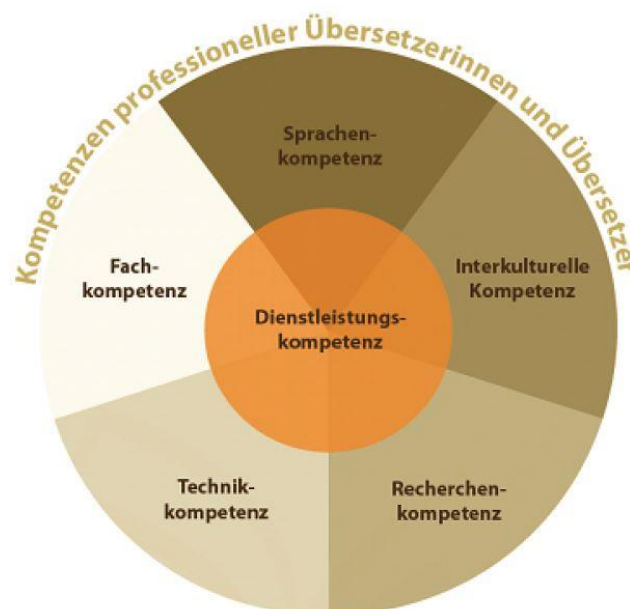 Kompetenzen professioneller Übersetzerinnen und Übersetzer
Sprachen-
kompetenz
Fach-
kompetenz
Interkulturelle
Kompetenz
Dienstleistungs-
kompetenz
Technik-
kompetenz
Recherchen-
kompetenz